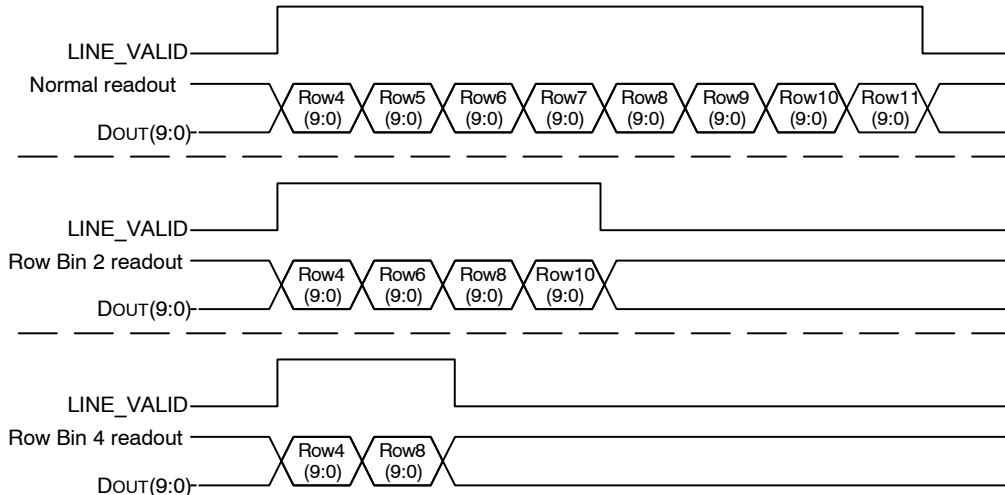 LINE_VALID
Normal readout
Row4 Row5 Row6 Row7 Row8 Row9 Row10 Row11
(9:0) (9:0) (9:0) (9:0) (9:0) (9:0) (9:0) (9:0)
DOUT(9:0)
LINE_VALID
Row Bin 2 readout
Row4 Row6 Row8 Row10
(9:0) (9:0) (9:0) (9:0)
DOUT(9:0)
LINE_VALID
Row Bin 4 readout
Row4 Row8
(9:0) (9:0)
DOUT(9:0)